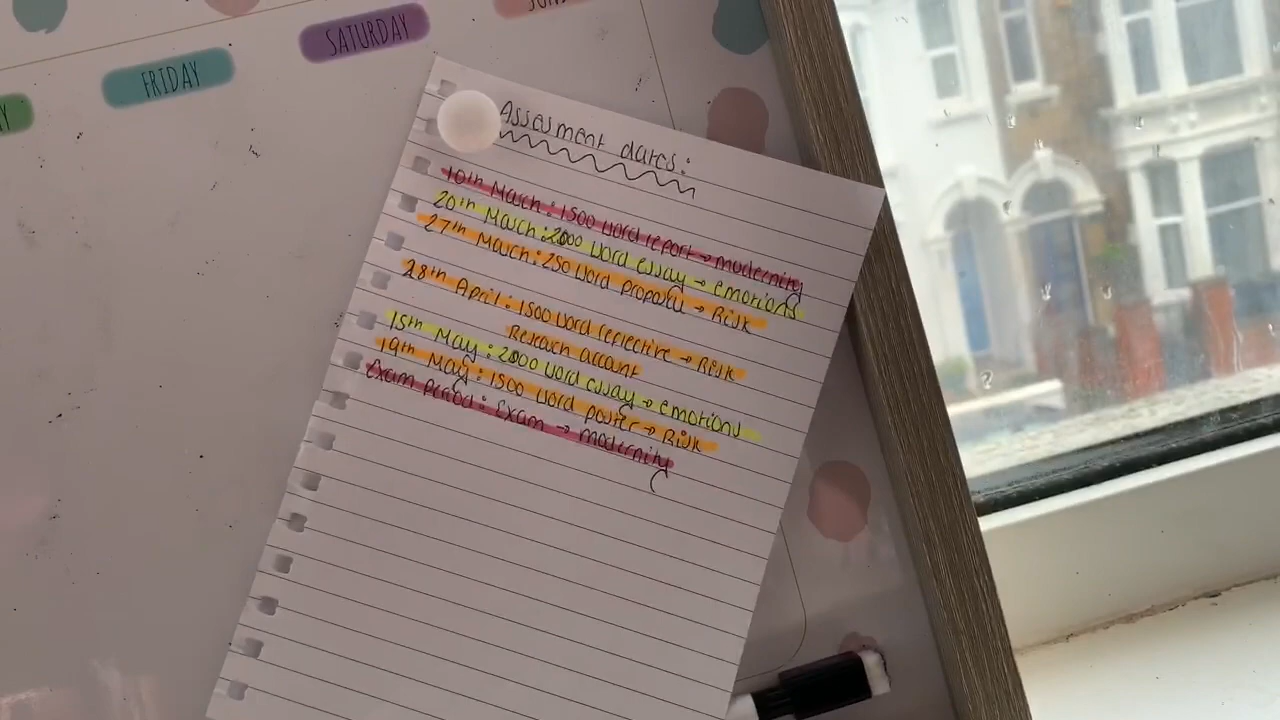 SATURDAY
FRIDAY
Assesment dates:
10th March: 1500 word report → modernity
20th March: 2000 word essay → emotions
27th March: 250 word proposal → Risk
28th April: 1500 word reflective → Risk
Reseach account
15th May: 2000 word essay → emotions
19th May: 1500 word poster → Risk
Exam period: Exam → modernity